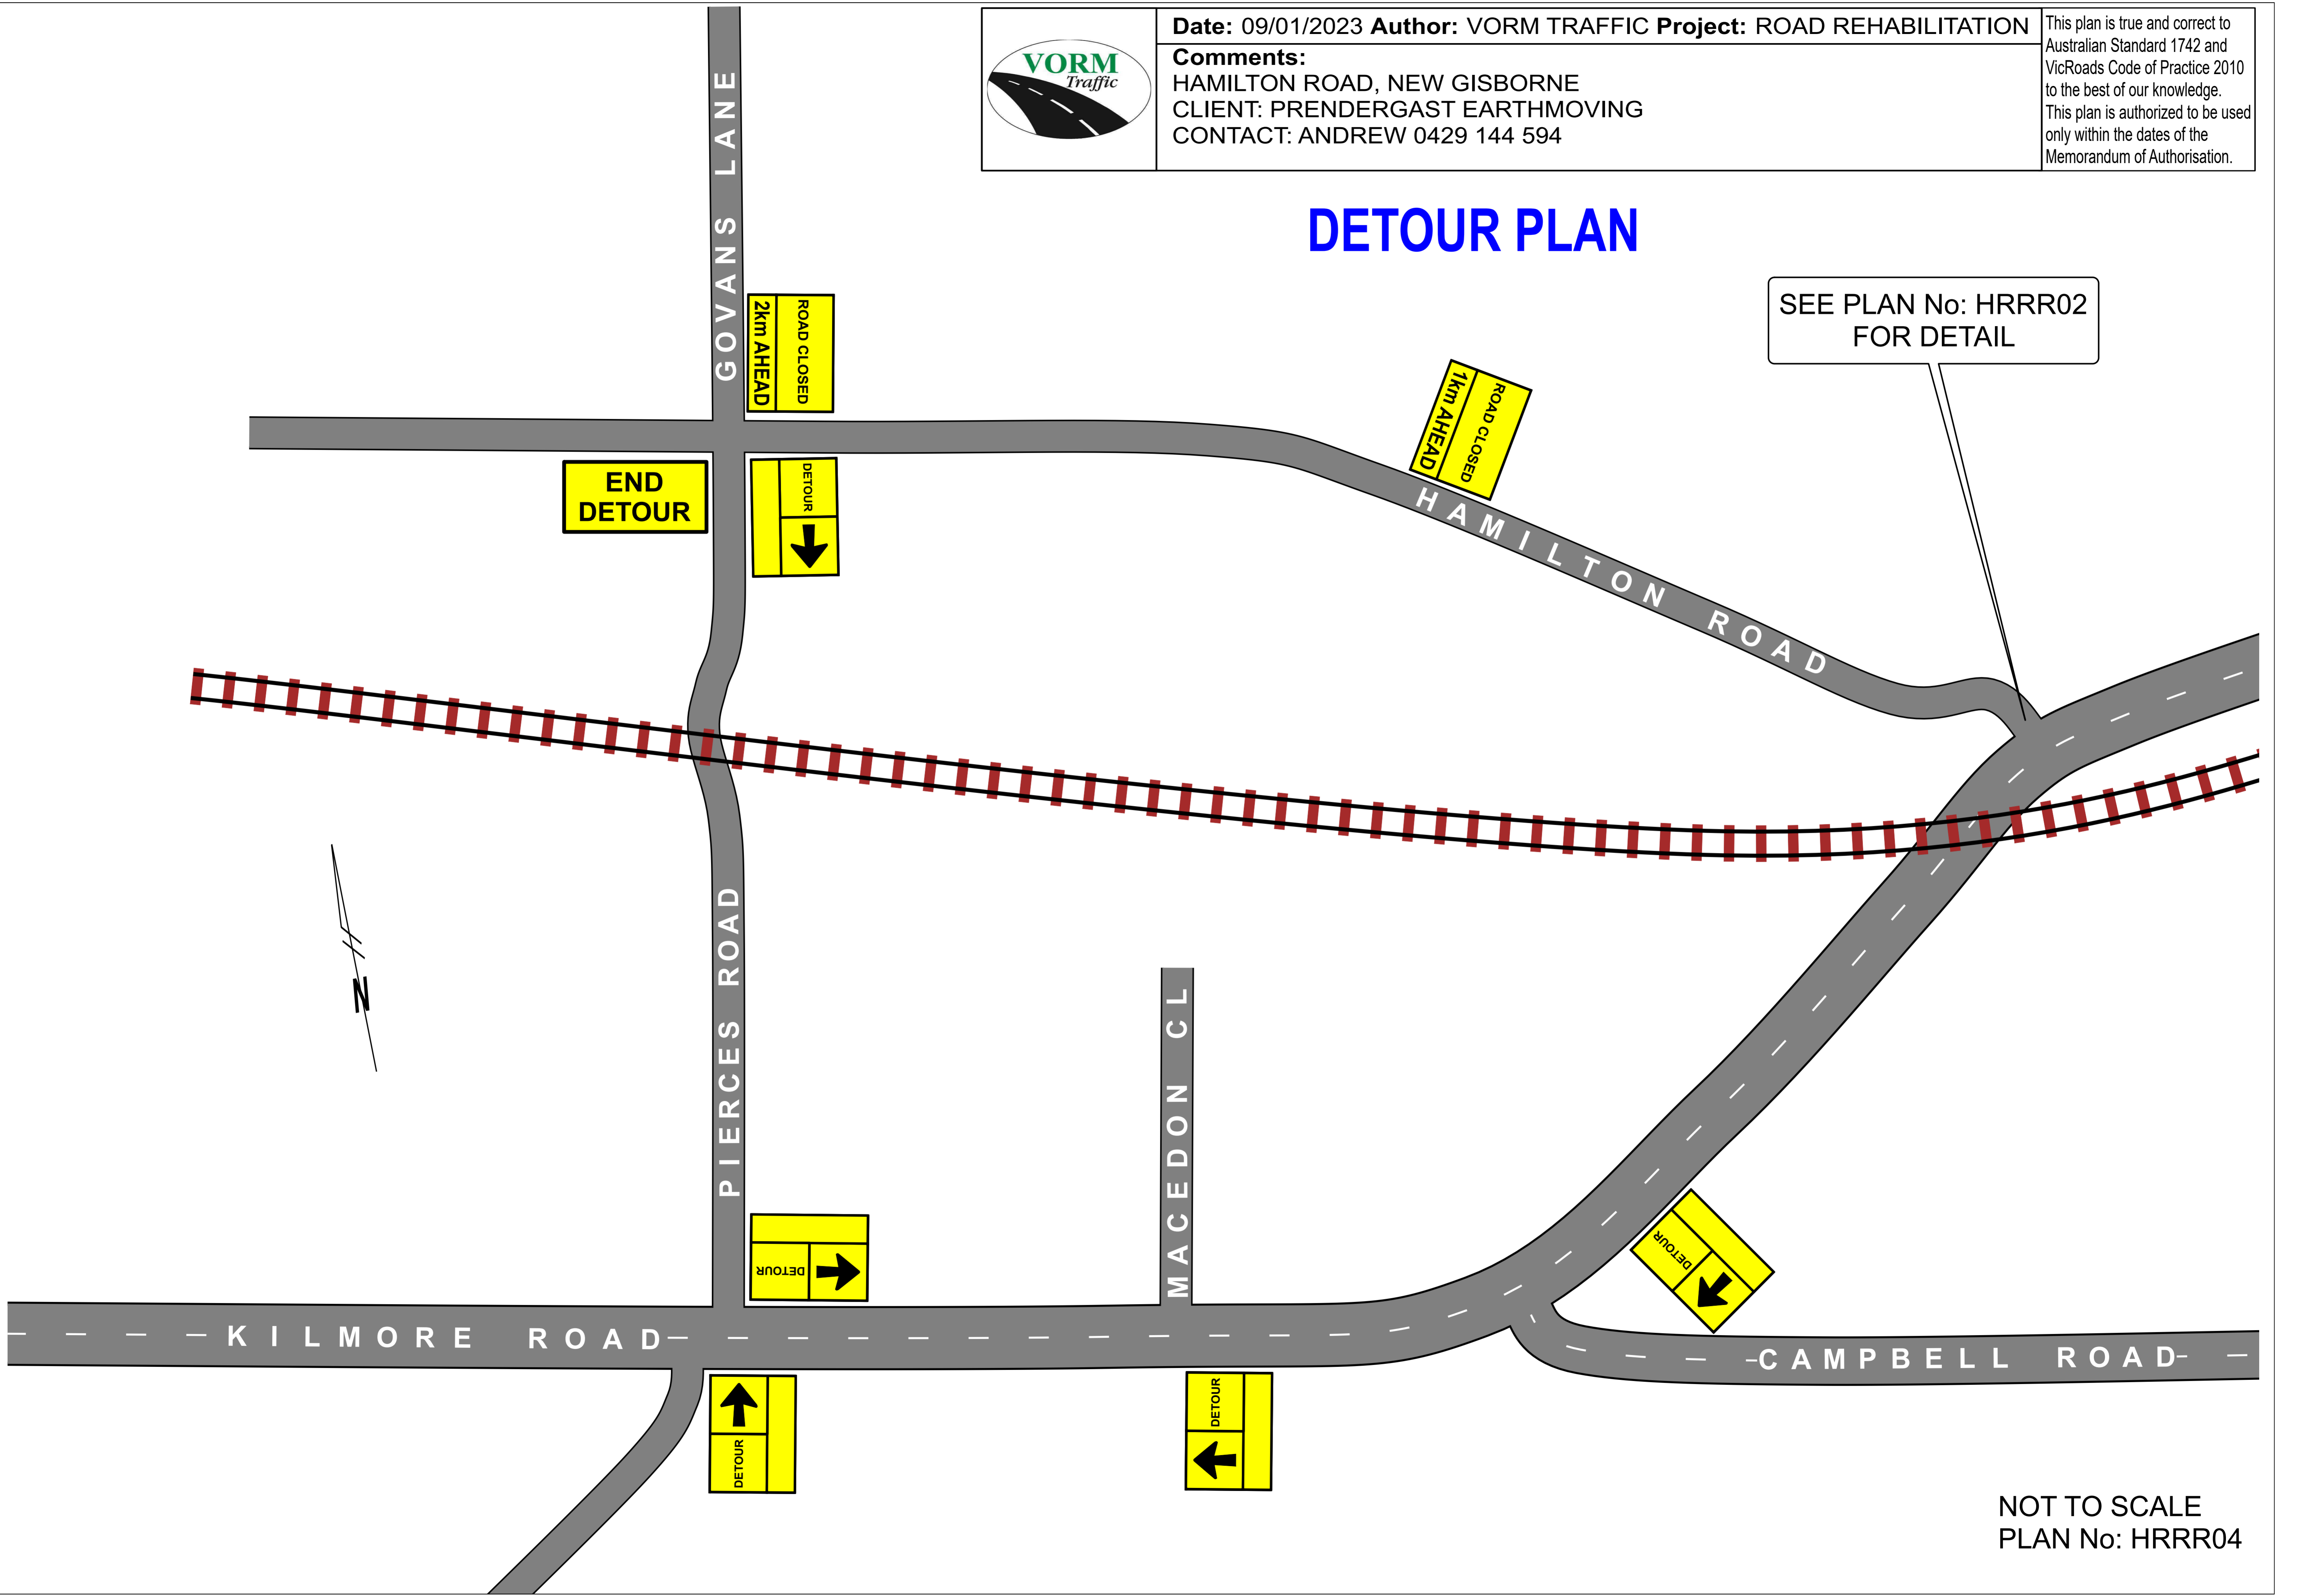 VORM
Traffic
Date: 09/01/2023 Author: VORM TRAFFIC Project: ROAD REHABILITATION
Comments:
HAMILTON ROAD, NEW GISBORNE
CLIENT: PRENDERGAST EARTHMOVING
CONTACT: ANDREW 0429 144 594
This plan is true and correct to
Australian Standard 1742 and
VicRoads Code of Practice 2010
to the best of our knowledge.
This plan is authorized to be used
only within the dates of the
Memorandum of Authorisation.
DETOUR PLAN
SEE PLAN No: HRRR02
FOR DETAIL
GOVANS LANE
ROAD CLOSED
2km AHEAD
ROAD CLOSED
1km AHEAD
END
DETOUR
DETOUR
HAMILTON ROAD
N
PIERCES ROAD
MACEDON CL
DETOUR
DETOUR
KILMORE ROAD
CAMPBELL ROAD
DETOUR
DETOUR
NOT TO SCALE
PLAN No: HRRR04